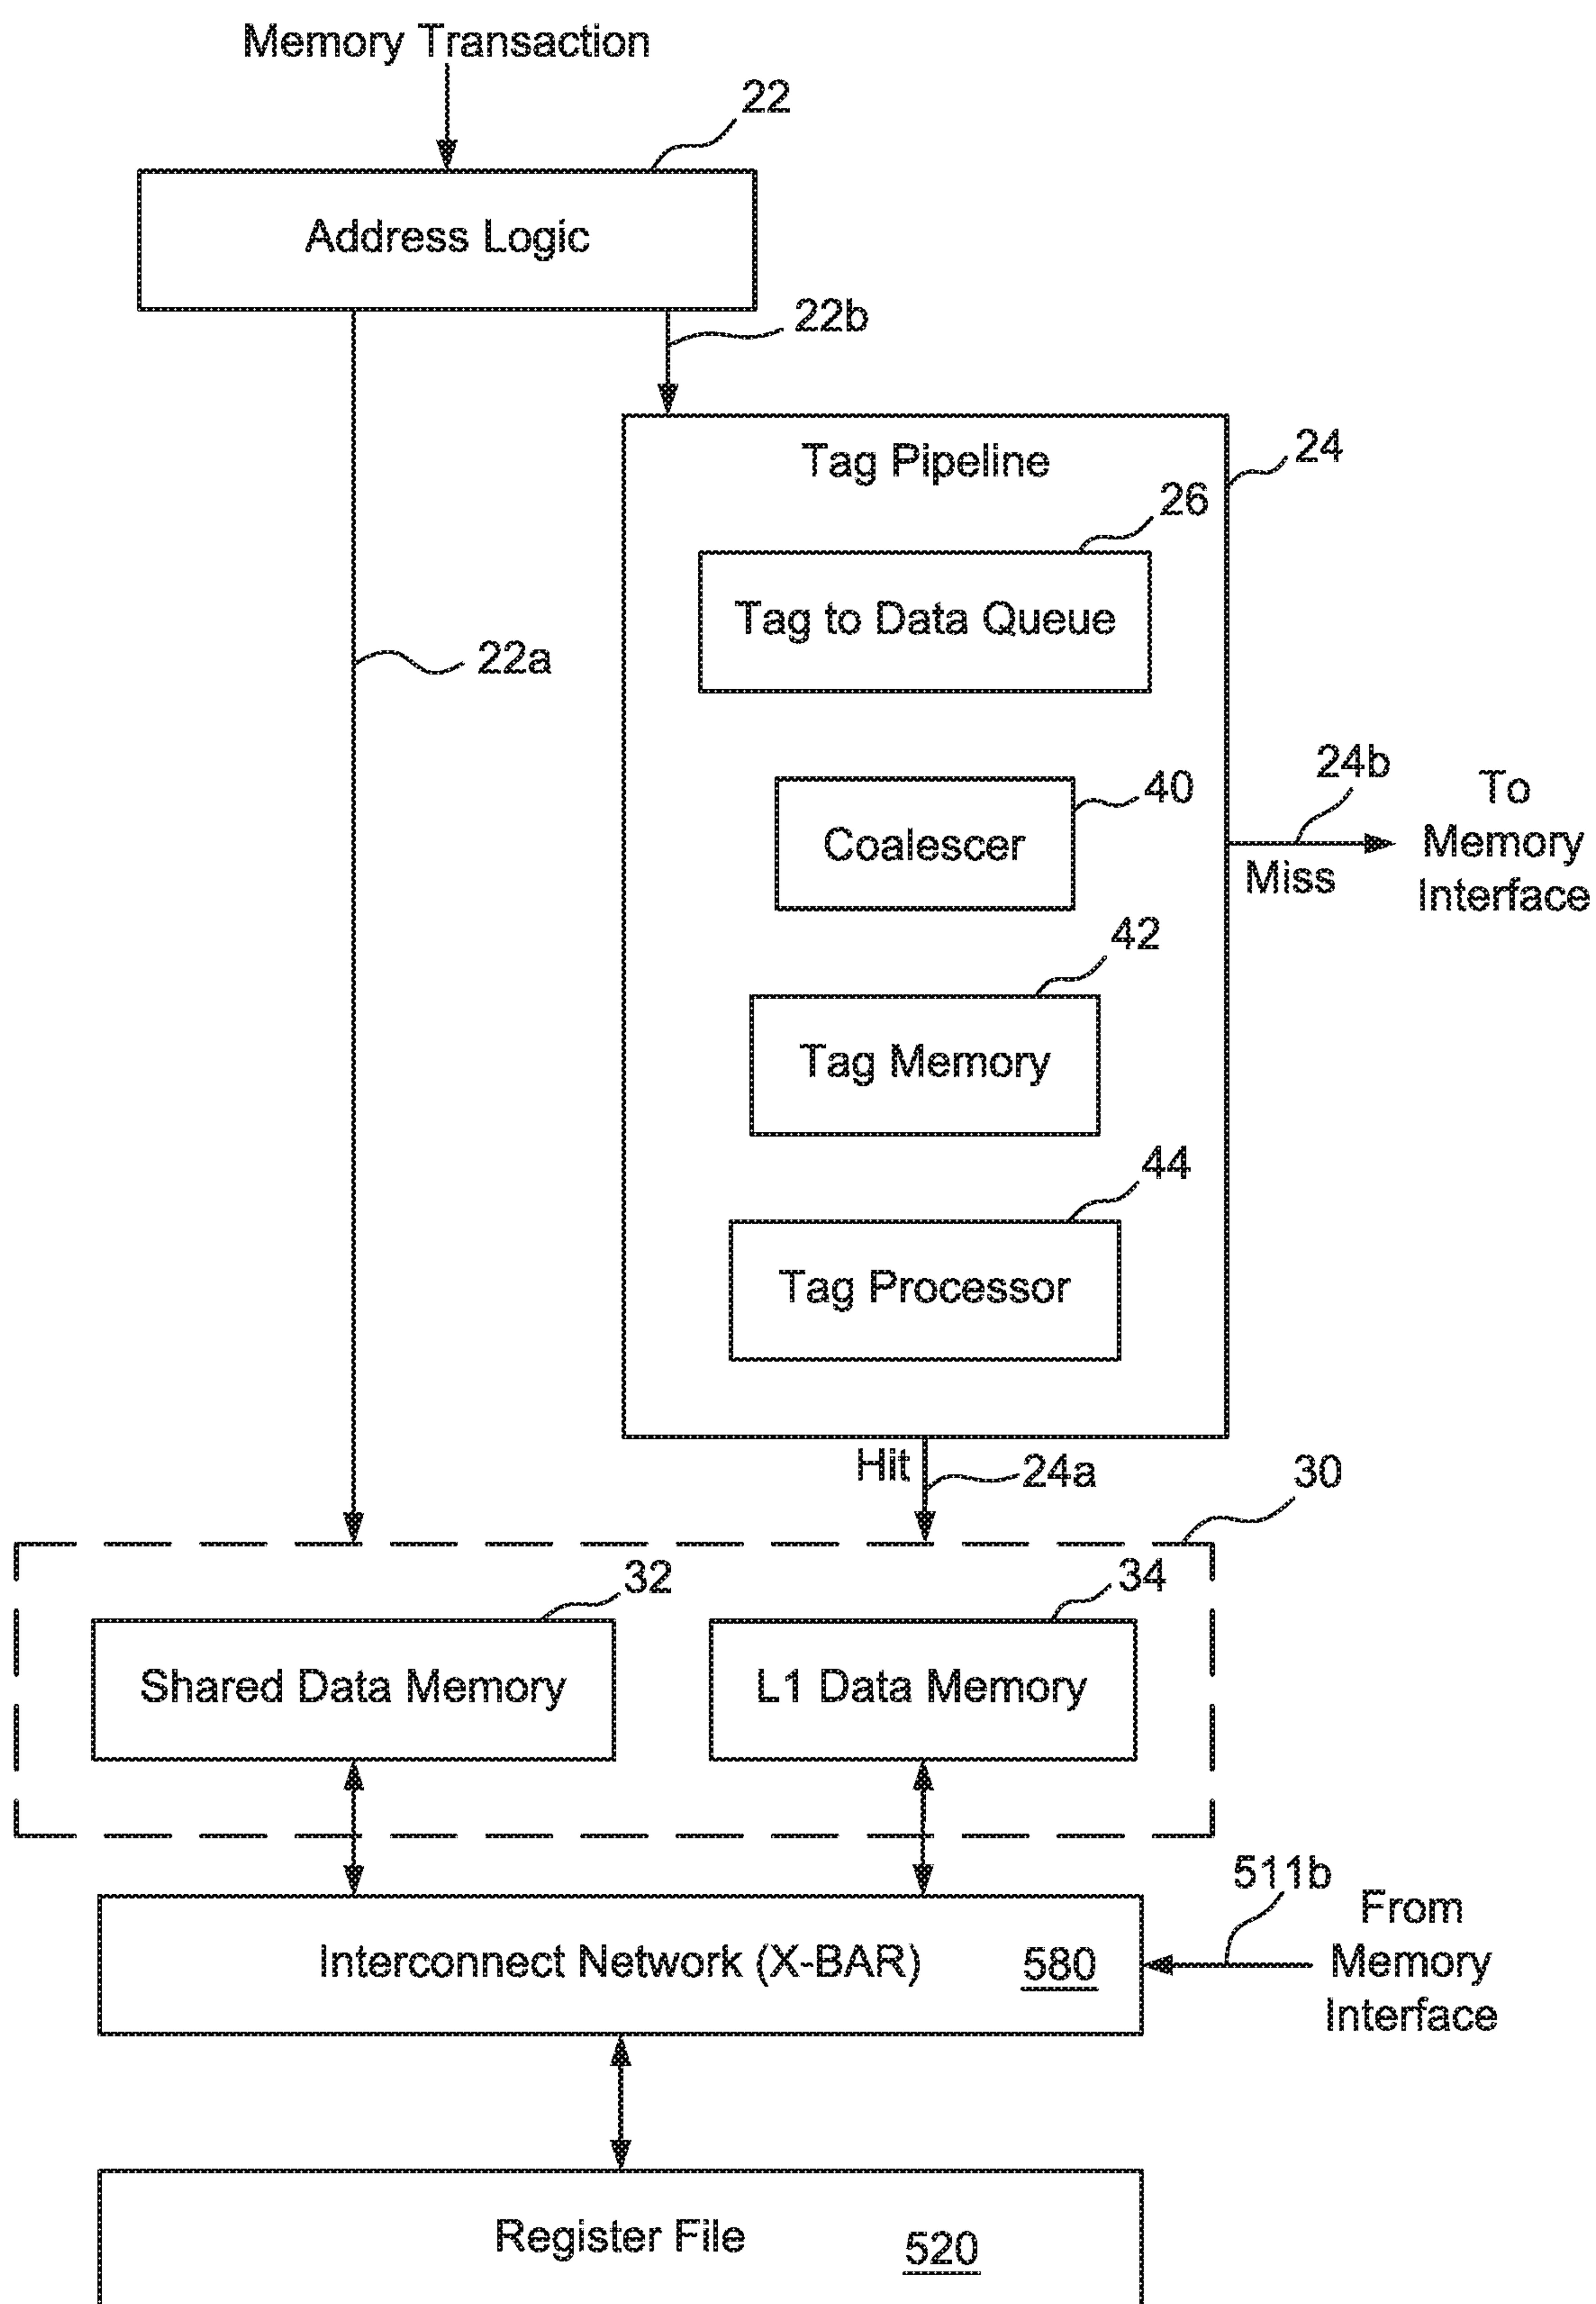 Memory Transaction
22
Address Logic
22b
Tag Pipeline
24
26
Tag to Data Queue
22a
24b
To
Memory
Interface
Miss
40
Coalescer
42
Tag Memory
44
Tag Processor
Hit
24a
30
32
34
Shared Data Memory
L1 Data Memory
511b
From
Memory
Interface
Interconnect Network (X-BAR) 580
Register File 520